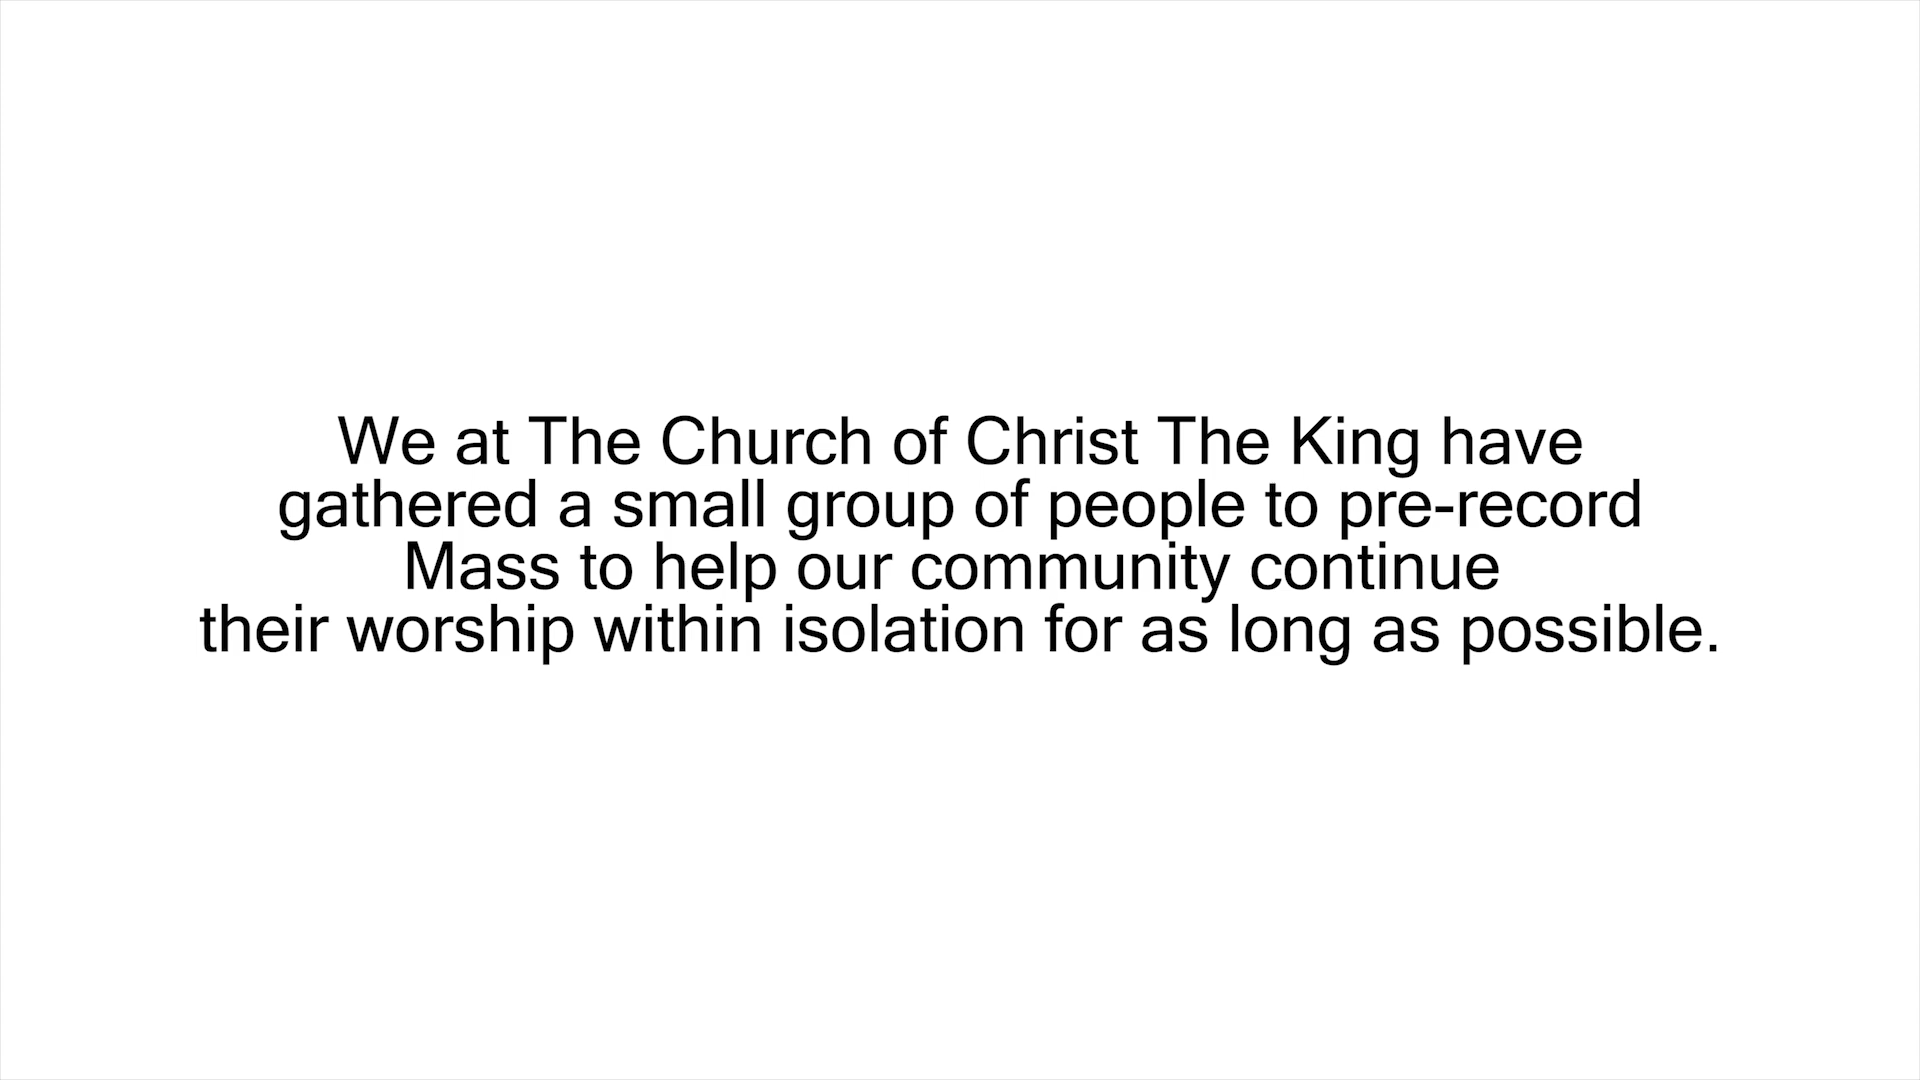 We at The Church of Christ The King have
gathered a small group of people to pre-record
Mass to help our community continue
their worship within isolation for as long as possible.